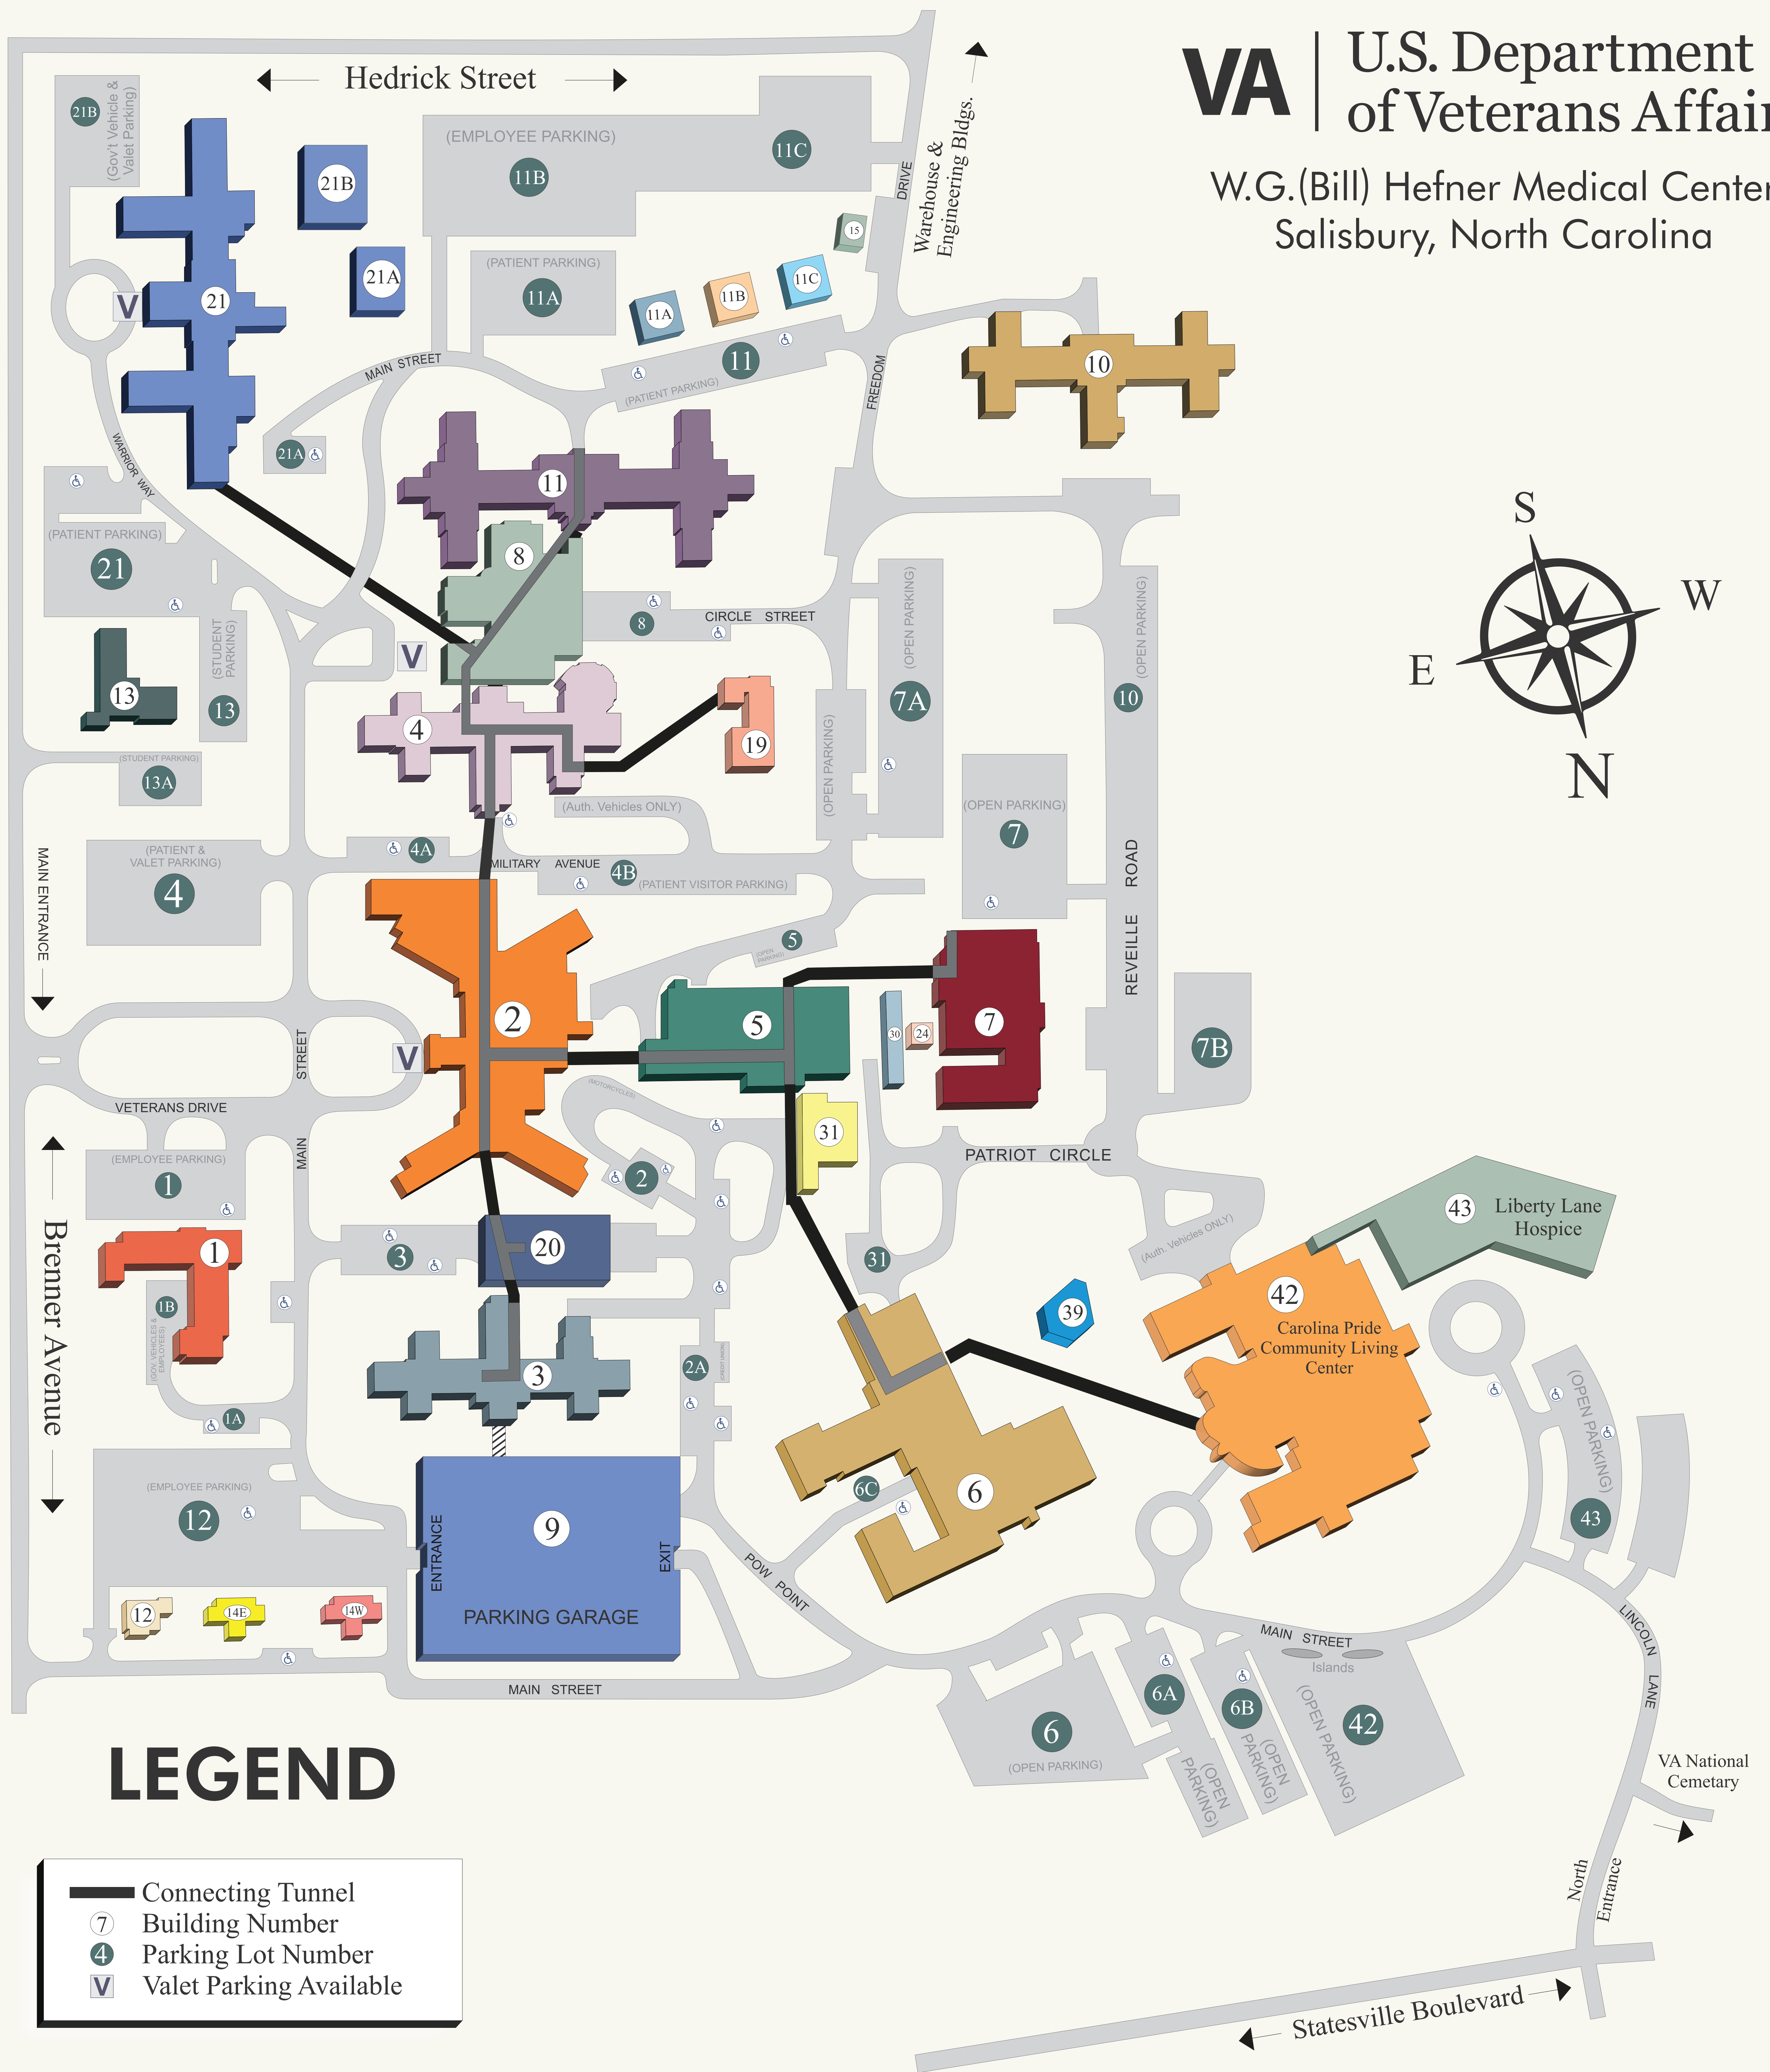 VA
U.S. Department
of Veterans Affai
W.G.(Bill) Hefner Medical Center
Salisbury, North Carolina
Hedrick Street
Warehouse &
Engineering Bldgs.
21B
(Gov't Vehicle &
Valet Parking)
(EMPLOYEE PARKING)
11B
11C
DRIVE
21B
21A
21
V
(PATIENT PARKING)
11A
15
11C
11B
11A
11
(PATIENT PARKING)
FREEDOM
10
MAIN STREET
WARRIOR WAY
21A
11
8
(PATIENT PARKING)
21
(STUDENT
PARKING)
13
13
8
CIRCLE STREET
(OPEN PARKING)
7A
(OPEN PARKING)
10
(OPEN PARKING)
V
4
19
S
W
E
N
(STUDENT PARKING)
13A
(Auth. Vehicles ONLY)
(OPEN PARKING)
7
MAIN ENTRANCE
(PATIENT &
VALET PARKING)
4
4A
MILITARY AVENUE
4B
(PATIENT VISITOR PARKING)
REVEILLE ROAD
5
(OPEN
PARKING)
2
5
30
24
7
7B
V
STREET
VETERANS DRIVE
MAIN
(MOTORCYCLES)
31
PATRIOT CIRCLE
(EMPLOYEE PARKING)
1
2
Brenner Avenue
1
3
20
31
(Auth. Vehicles ONLY)
43
Liberty Lane
Hospice
1B
(GOV. VEHICLES &
EMPLOYEES)
39
42
Carolina Pride
Community Living
Center
3
2A
(CREDIT UNION)
1A
(OPEN PARKING)
43
(EMPLOYEE PARKING)
12
6C
6
9
ENTRANCE
EXIT
PARKING GARAGE
POW POINT
12
14E
14W
MAIN STREET
MAIN STREET
Islands
LINCOLN LANE
6
(OPEN PARKING)
6A
(OPEN
PARKING)
6B
(OPEN
PARKING)
42
(OPEN PARKING)
VA National
Cemetary
North
Entrance
Statesville Boulevard
LEGEND
Connecting Tunnel
7 Building Number
4 Parking Lot Number
V Valet Parking Available